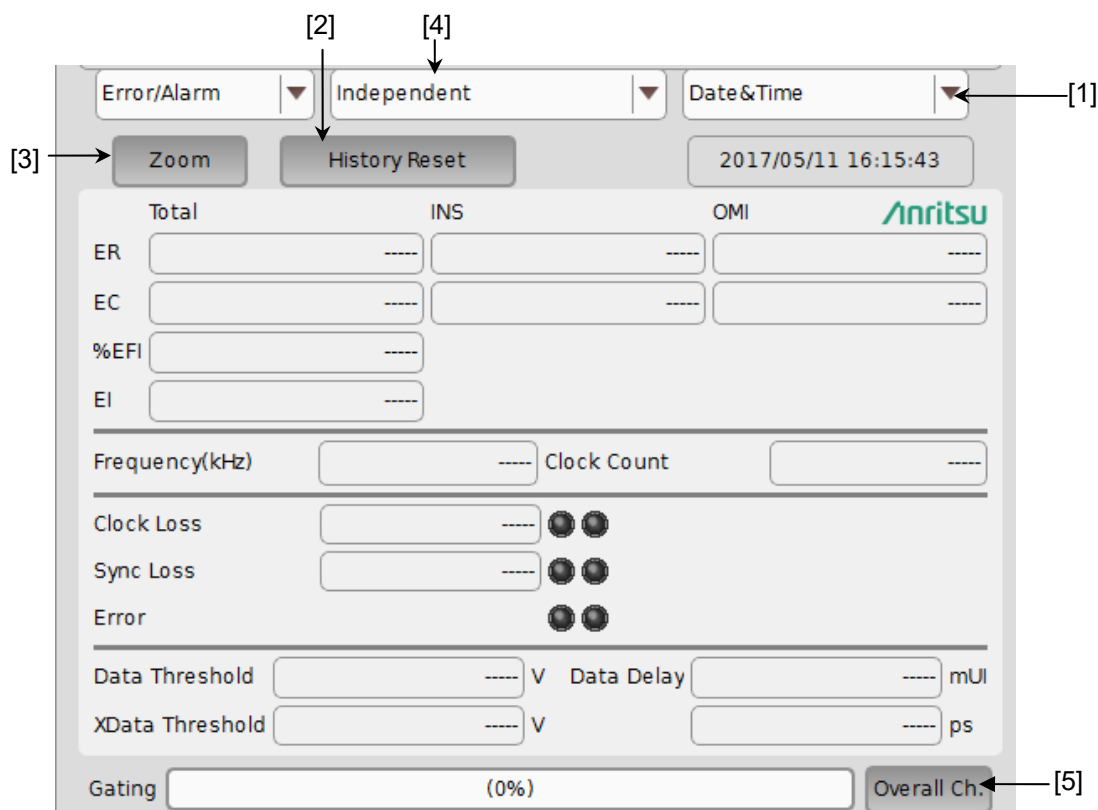 [2] [4]
Error/Alarm Independent Date&Time [1]
[3] Zoom History Reset 2017/05/11 16:15:43
Total INS OMI Anritsu
ER ----- ----- -----
EC ----- ----- -----
%EFI -----
EI -----
Frequency(kHz) ----- Clock Count -----
Clock Loss -----
Sync Loss -----
Error
Data Threshold ----- V Data Delay ----- mUI
XData Threshold ----- V ----- ps
Gating (0%) Overall Ch. [5]